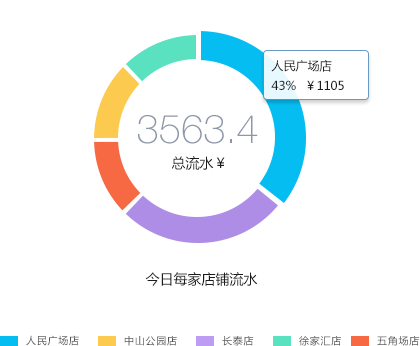 人民广场店
43% ¥1105
3563.4
总流水¥
今日每家店铺流水
人民广场店 中山公园店 长泰店 徐家汇店 五角场店